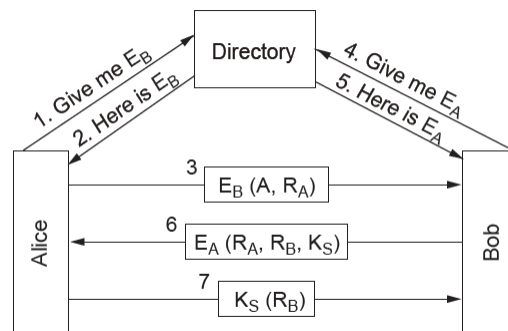 Directory
1. Give me E_B
2. Here is E_B
4. Give me E_A
5. Here is E_A
Alice
3
E_B (A, R_A)
6
E_A (R_A, R_B, K_S)
7
K_S (R_B)
Bob